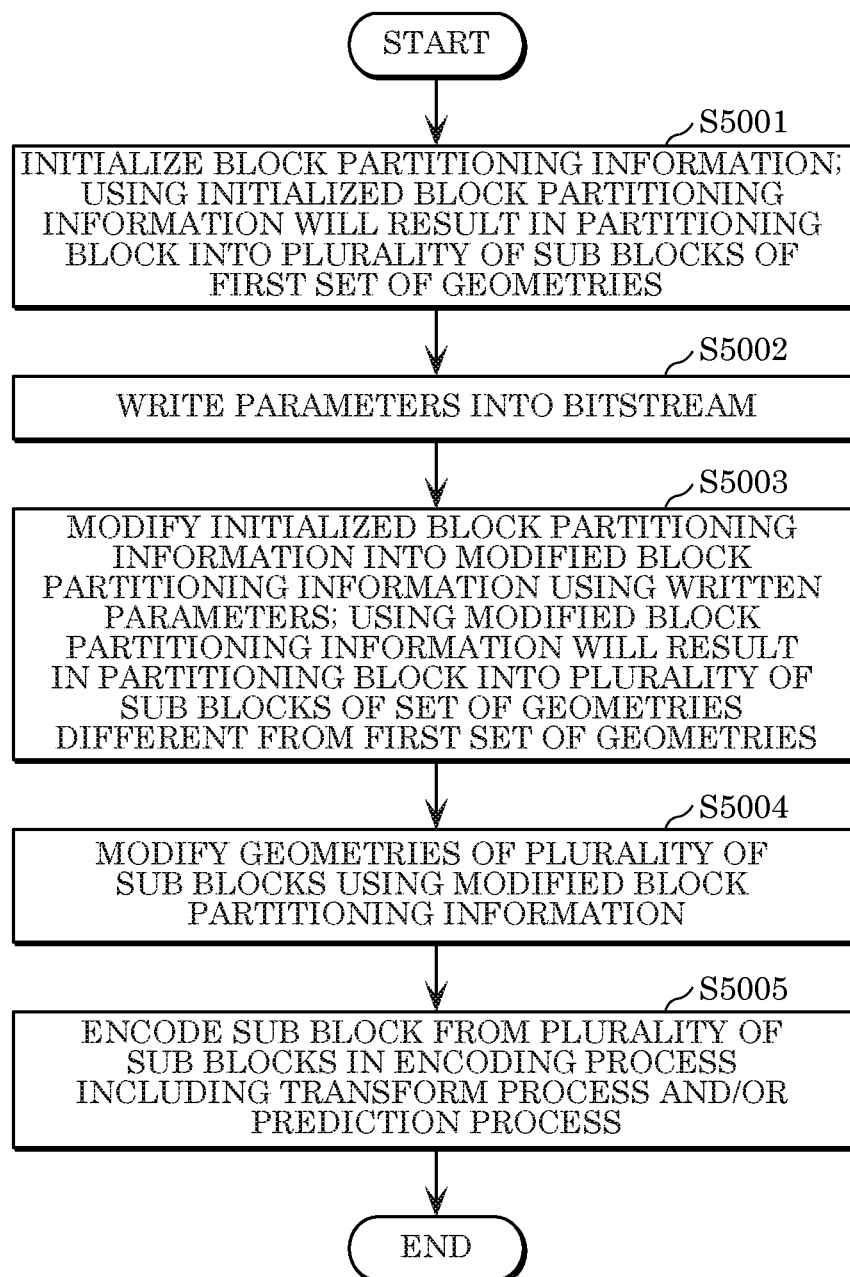 START
S5001
INITIALIZE BLOCK PARTITIONING INFORMATION;
USING INITIALIZED BLOCK PARTITIONING
INFORMATION WILL RESULT IN PARTITIONING
BLOCK INTO PLURALITY OF SUB BLOCKS OF
FIRST SET OF GEOMETRIES
S5002
WRITE PARAMETERS INTO BITSTREAM
S5003
MODIFY INITIALIZED BLOCK PARTITIONING
INFORMATION INTO MODIFIED BLOCK
PARTITIONING INFORMATION USING WRITTEN
PARAMETERS; USING MODIFIED BLOCK
PARTITIONING INFORMATION WILL RESULT
IN PARTITIONING BLOCK INTO PLURALITY OF
SUB BLOCKS OF SET OF GEOMETRIES
DIFFERENT FROM FIRST SET OF GEOMETRIES
S5004
MODIFY GEOMETRIES OF PLURALITY OF
SUB BLOCKS USING MODIFIED BLOCK
PARTITIONING INFORMATION
S5005
ENCODE SUB BLOCK FROM PLURALITY OF
SUB BLOCKS IN ENCODING PROCESS
INCLUDING TRANSFORM PROCESS AND/OR
PREDICTION PROCESS
END